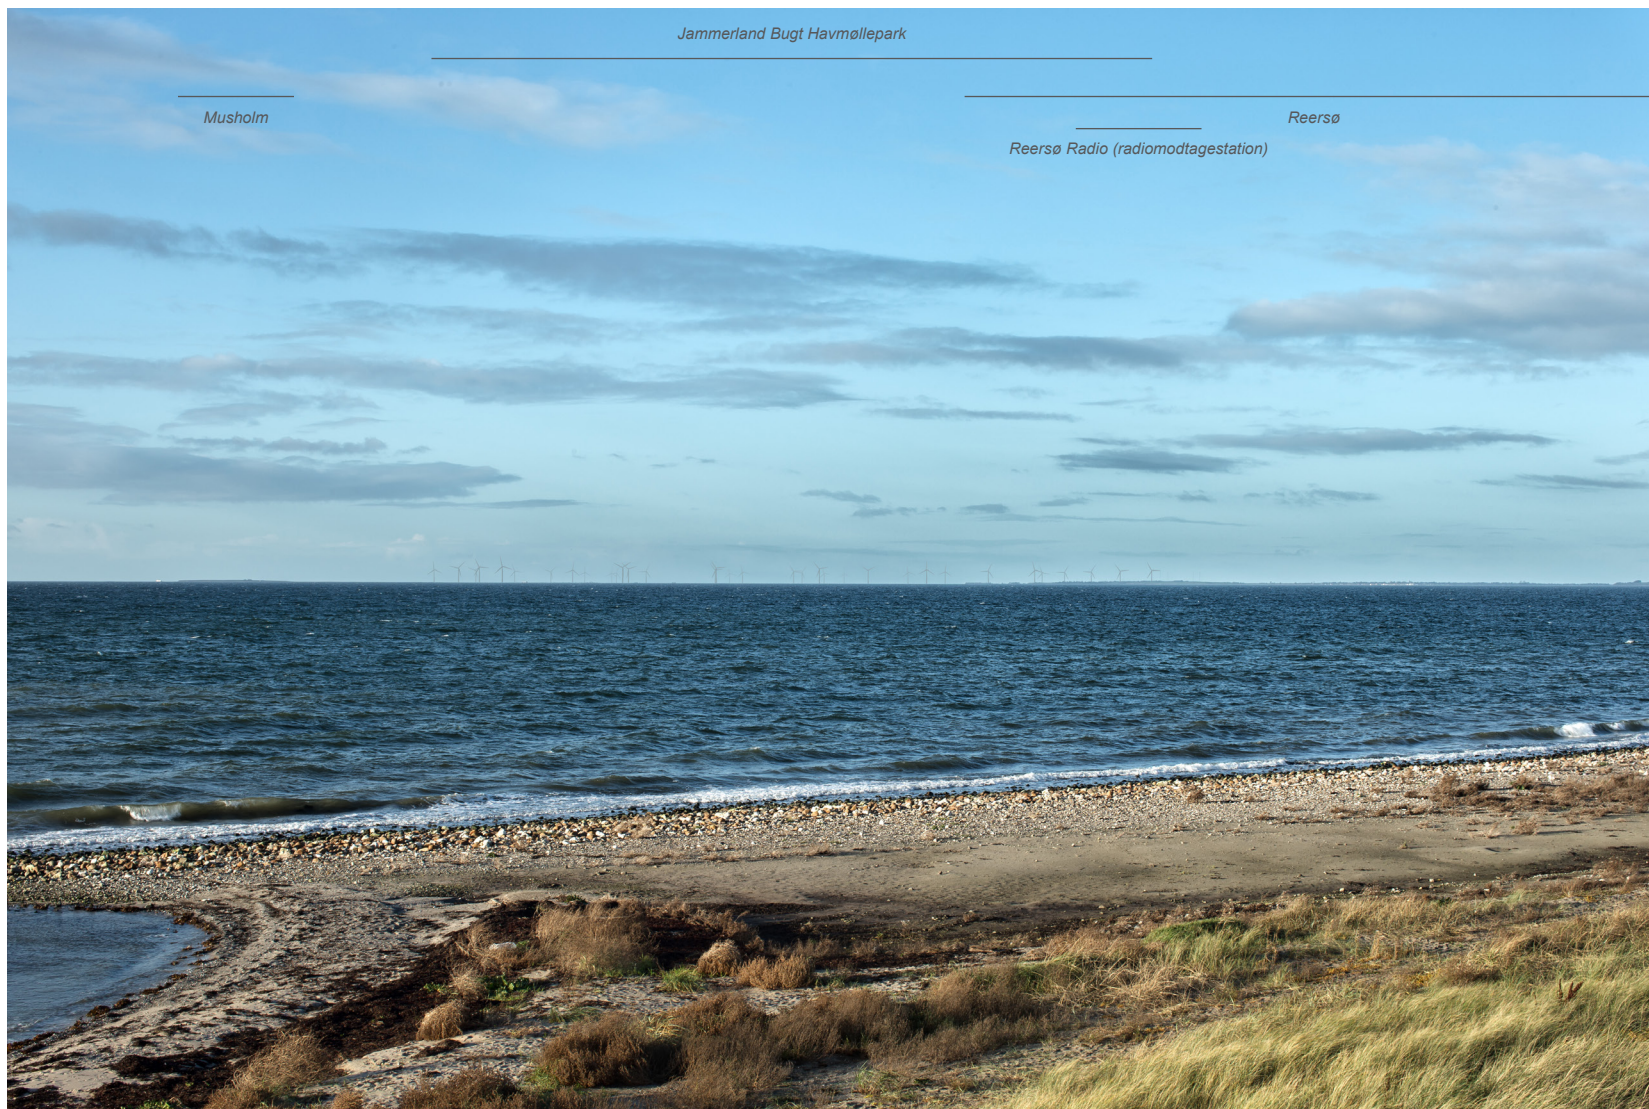 Jammerland Bugt Havmøllepark
Musholm
Reersø
Reersø Radio (radiomodtagestation)